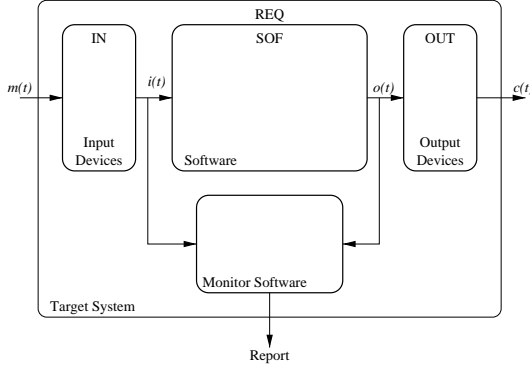 REQ
IN
SOF
OUT
m(t)
i(t)
o(t)
c(t)
Input
Devices
Software
Output
Devices
Monitor Software
Target System
Report